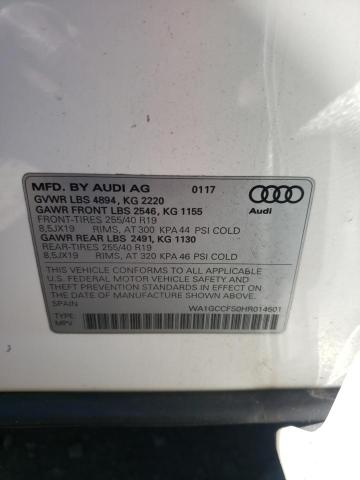 MFD. BY AUDI AG 01 17
GVWR LBS 4894, KG 2220
GAWR FRONT LBS 2546, KG 1155
FRONT-TIRES 255/40 R19
8,5JX19 RIMS, AT 300 KPA 44 PSI COLD
GAWR REAR LBS 2491, KG 1130
REAR-TIRES 255/40 R19
8,5JX19 RIMS, AT 320 KPA 46 PSI COLD
Audi
THIS VEHICLE CONFORMS TO ALL APPLICABLE
U.S. FEDERAL MOTOR VEHICLE SAFETY AND
THEFT PREVENTION STANDARDS IN EFFECT ON
THE DATE OF MANUFACTURE SHOWN ABOVE.
SPAIN WA1GCCFS0HR014601
TYPE:
MPV